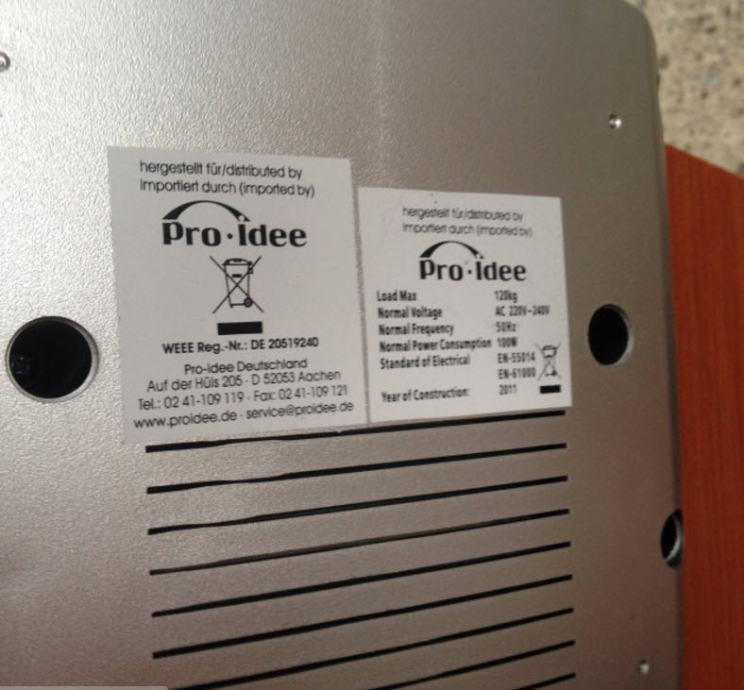 hergestellt für/distributed by
importiert durch (imported by)
Pro·Idee
WEEE Reg.-Nr.: DE 20519240
Pro-Idee Deutschland
Auf der Hüls 205 · D 52053 Aachen
Tel.: 02 41-109 119 · Fax: 02 41-109 121
www.proidee.de · service@proidee.de
hergestellt für/distributed by
importiert durch (imported by)
Pro·Idee
Load Max 120kg
Normal Voltage AC 220V-240V
Normal Frequency 50Hz
Normal Power Consumption 100W
Standard of Electrical EN-55014
EN-61000
Year of Construction: 2011